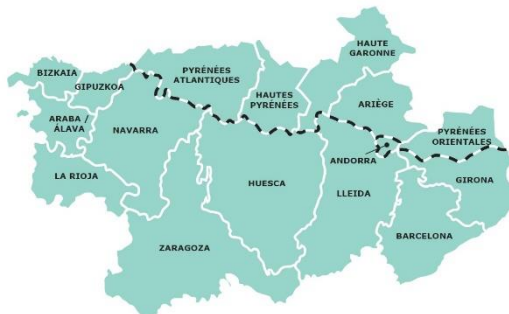 HAUTE
GARONNE
BIZKAIA
GIPUZKOA
PYRÉNÉES
ATLANTIQUES
HAUTES
PYRÉNÉES
ARIÈGE
ARABA /
ÁLAVA
NAVARRA
PYRÉNÉES
ORIENTALES
ANDORRA
LA RIOJA
HUESCA
LLEIDA
GIRONA
ZARAGOZA
BARCELONA